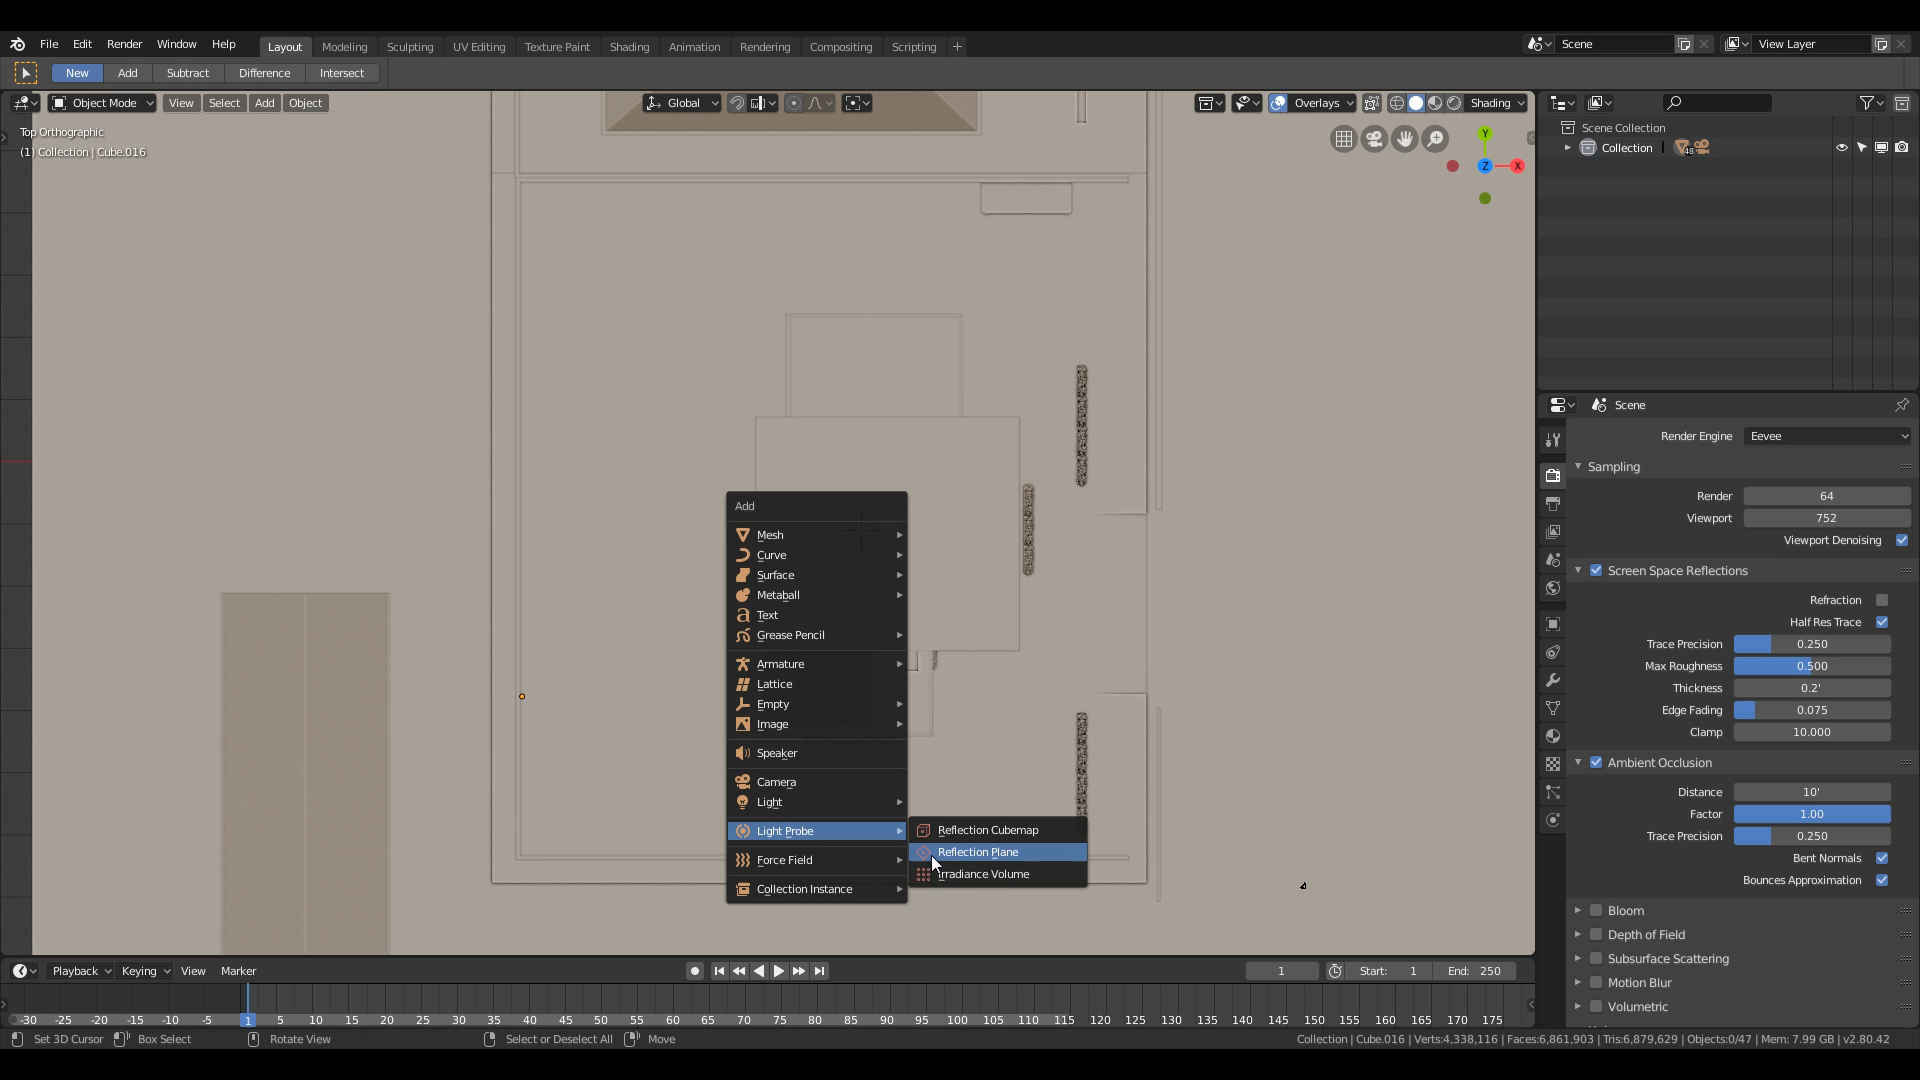 File Edit Render Window Help Layout Modeling Sculpting UV Editing Texture Paint Shading Animation Rendering Compositing Scripting + Scene View Layer
New Add Subtract Difference Intersect
Object Mode View Select Add Object Global Overlays Shading
Top Orthographic
(1) Collection | Cube.016
Y
Z
X
Scene Collection
Collection 48
Scene
Render Engine Eevee
Sampling
Render 64
Viewport 752
Viewport Denoising
Screen Space Reflections
Refraction
Half Res Trace
Trace Precision 0.250
Max Roughness 0.500
Thickness 0.2'
Edge Fading 0.075
Clamp 10.000
Ambient Occlusion
Distance 10'
Factor 1.00
Trace Precision 0.250
Bent Normals
Bounces Approximation
Bloom
Depth of Field
Subsurface Scattering
Motion Blur
Volumetric
Add
Mesh
Curve
Surface
Metaball
Text
Grease Pencil
Armature
Lattice
Empty
Image
Speaker
Camera
Light
Light Probe
Force Field
Collection Instance
Reflection Cubemap
Reflection Plane
Irradiance Volume
Playback Keying View Marker 1 Start: 1 End: 250
-30 -25 -20 -15 -10 -5 1 5 10 15 20 25 30 35 40 45 50 55 60 65 70 75 80 85 90 95 100 105 110 115 120 125 130 135 140 145 150 155 160 165 170 175
Set 3D Cursor Box Select Rotate View Select or Deselect All Move Collection | Cube.016 | Verts:4,338,116 | Faces:6,861,903 | Tris:6,879,629 | Objects:0/47 | Mem: 7.99 GB | v2.80.42